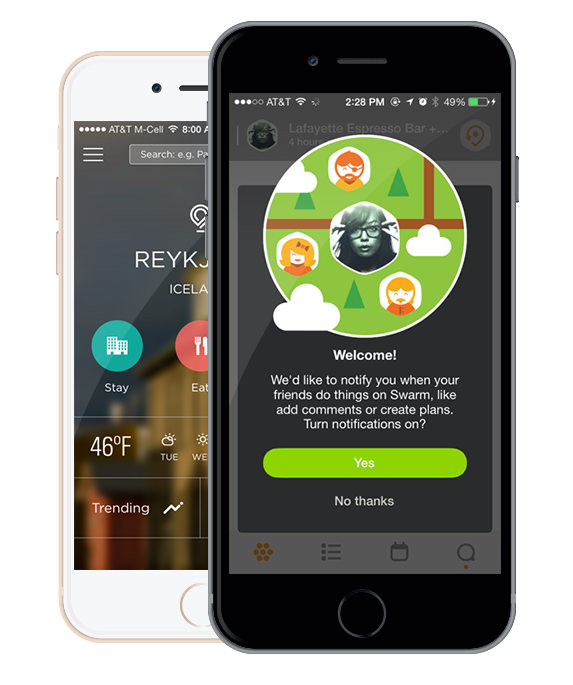 AT&T M-Cell 8:00
Search: e.g. Pa
REYKJ
ICELA
Stay
Eat
46°F
TUE
WE
Trending
AT&T 2:28 PM 49%
Lafayette Espresso Bar +...
4 hours
Welcome!
We'd like to notify you when your
friends do things on Swarm, like
add comments or create plans.
Turn notifications on?
Yes
No thanks